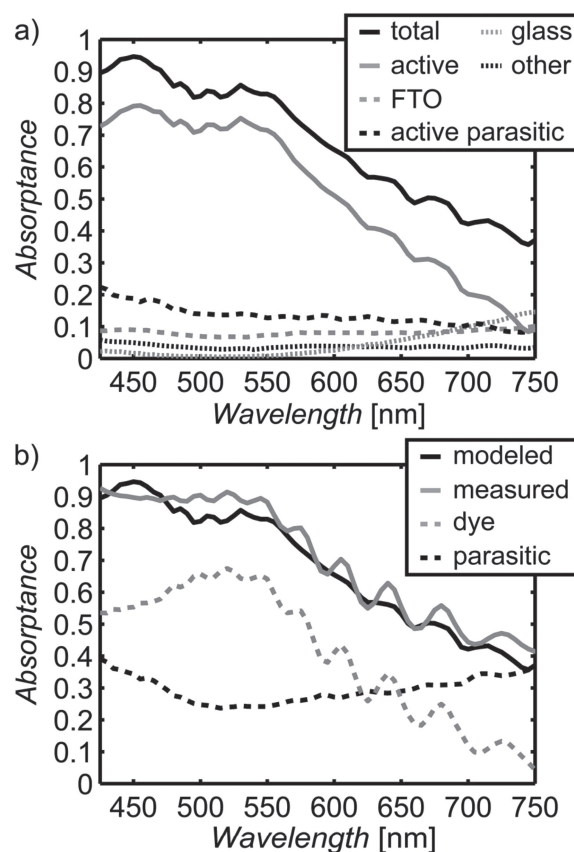 a)
total
active
FTO
active parasitic
glass
other
1
0.9
0.8
0.7
0.6
0.5
0.4
0.3
0.2
0.1
0
Absorptance
450 500 550 600 650 700 750
Wavelength [nm]
b)
modeled
measured
dye
parasitic
1
0.9
0.8
0.7
0.6
0.5
0.4
0.3
0.2
0.1
0
Absorptance
450 500 550 600 650 700 750
Wavelength [nm]